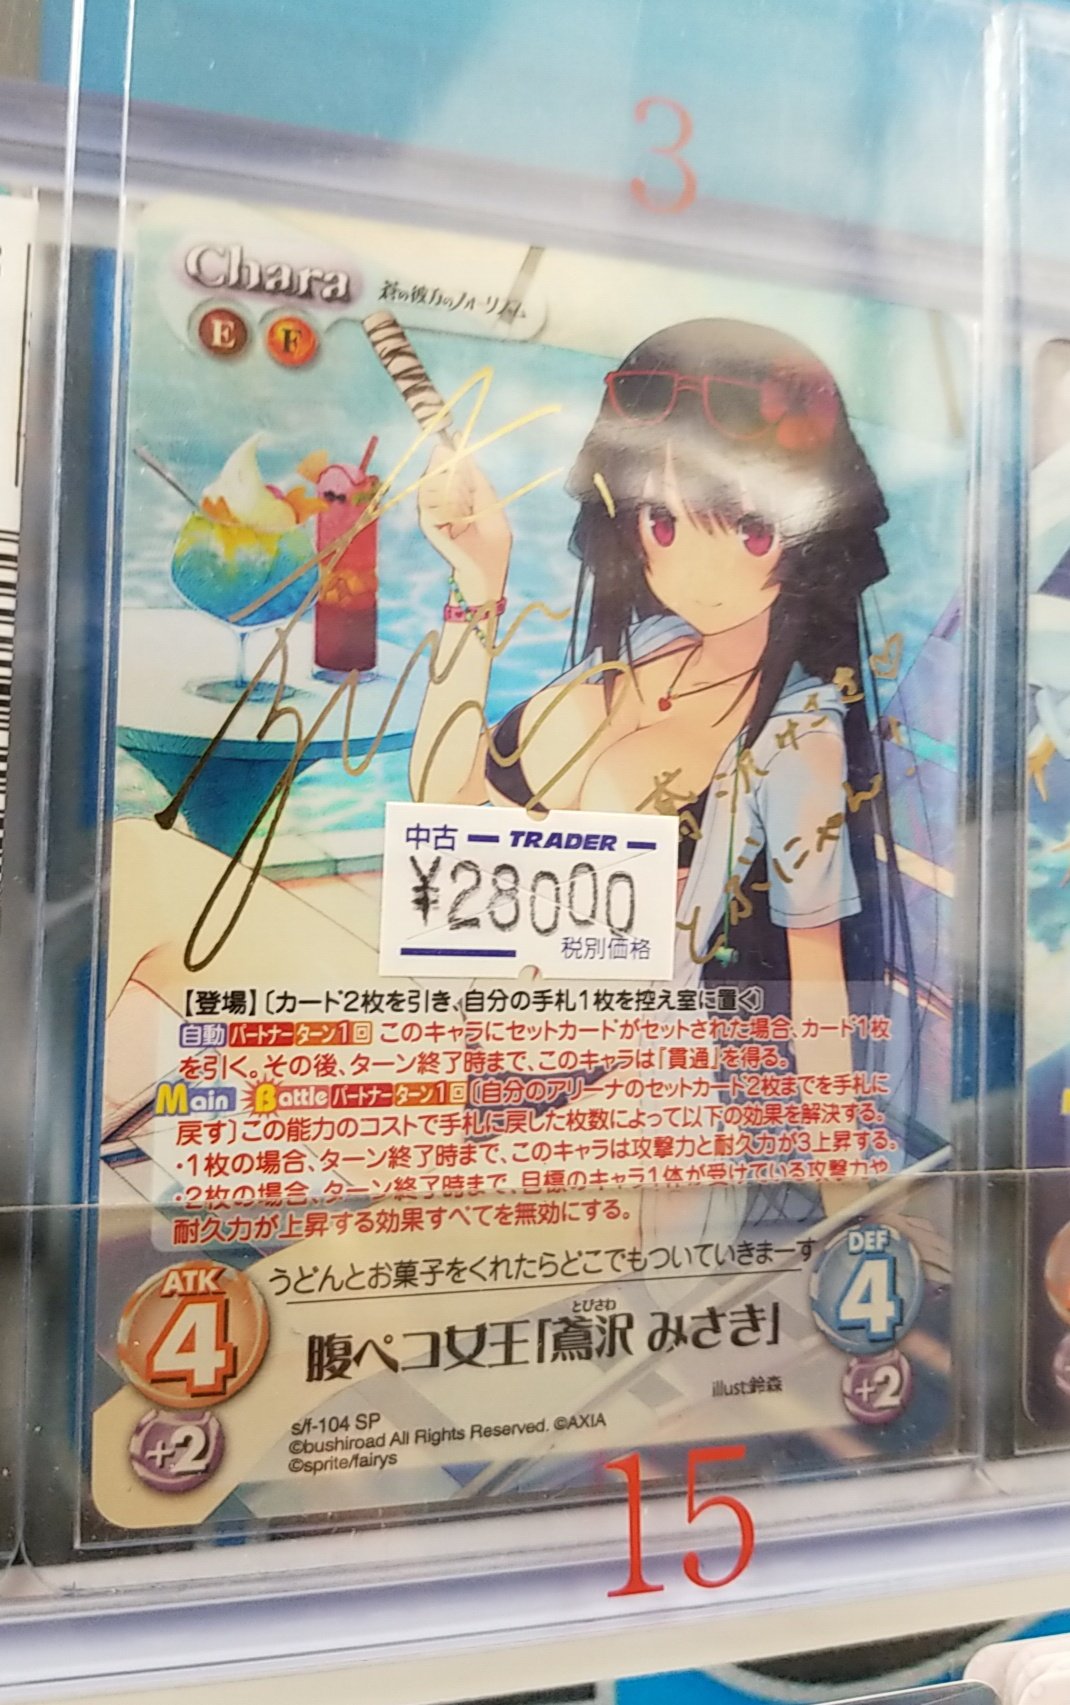 3
Chara
蒼の彼方のフォーリズム
E F
鳶沢みさき♡
とぅふにゃん。
中古 TRADER
¥28000
税別価格
【登場】〔カード2枚を引き、自分の手札1枚を控え室に置く〕
自動 パートナー ターン1回 このキャラにセットカードがセットされた場合、カード1枚
を引く。その後、ターン終了時まで、このキャラは「貫通」を得る。
Main Battle パートナー ターン1回 〔自分のアリーナのセットカード2枚までを手札に
戻す〕この能力のコストで手札に戻した枚数によって以下の効果を解決する。
・1枚の場合、ターン終了時まで、このキャラは攻撃力と耐久力が3上昇する。
・2枚の場合、ターン終了時まで、目標のキャラ1体が受けている攻撃力や
耐久力が上昇する効果すべてを無効にする。
うどんとお菓子をくれたらどこでもついていきまーす
ATK 4
DEF 4
とびさわ
腹ペコ女王「鳶沢 みさき」
illust:鈴森
+2
+2
s/f-104 SP
©bushiroad All Rights Reserved. ©AXIA
©sprite/fairys
15